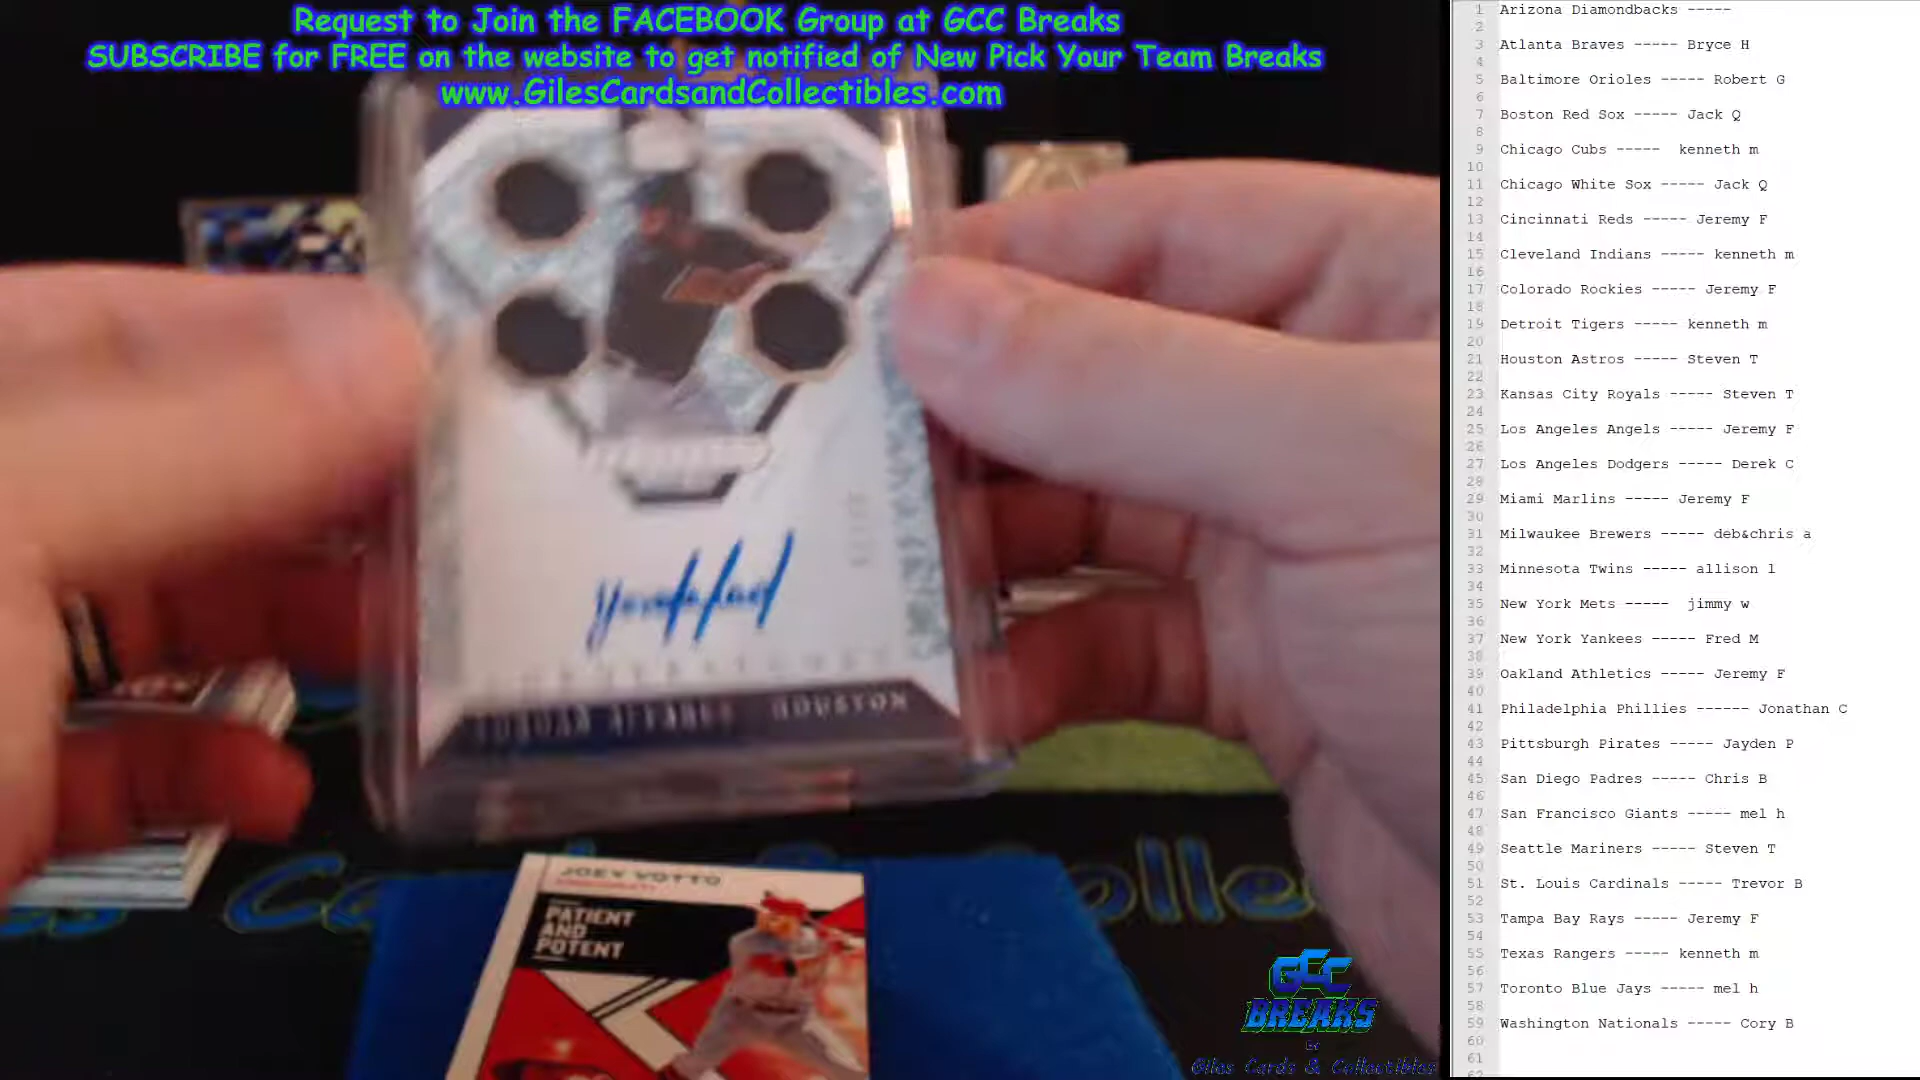 Request to Join the FACEBOOK Group at GCC Breaks
SUBSCRIBE for FREE on the website to get notified of New Pick Your Team Breaks
www.GilesCardsandCollectibles.com
HOUSTON
JOEY VOTTO
CINCINNATI
PATIENT
AND
POTENT
GCC
BREAKS
By
Giles Cards & Collectibles
1 Arizona Diamondbacks -----
2
3 Atlanta Braves ----- Bryce H
4
5 Baltimore Orioles ----- Robert G
6
7 Boston Red Sox ----- Jack Q
8
9 Chicago Cubs -----  kenneth m
10
11 Chicago White Sox ----- Jack Q
12
13 Cincinnati Reds ----- Jeremy F
14
15 Cleveland Indians ----- kenneth m
16
17 Colorado Rockies ----- Jeremy F
18
19 Detroit Tigers ----- kenneth m
20
21 Houston Astros ----- Steven T
22
23 Kansas City Royals ----- Steven T
24
25 Los Angeles Angels ----- Jeremy F
26
27 Los Angeles Dodgers ----- Derek C
28
29 Miami Marlins ----- Jeremy F
30
31 Milwaukee Brewers ----- deb&chris a
32
33 Minnesota Twins ----- allison l
34
35 New York Mets -----  jimmy w
36
37 New York Yankees ----- Fred M
38
39 Oakland Athletics ----- Jeremy F
40
41 Philadelphia Phillies ------ Jonathan C
42
43 Pittsburgh Pirates ----- Jayden P
44
45 San Diego Padres ----- Chris B
46
47 San Francisco Giants ----- mel h
48
49 Seattle Mariners ----- Steven T
50
51 St. Louis Cardinals ----- Trevor B
52
53 Tampa Bay Rays ----- Jeremy F
54
55 Texas Rangers ----- kenneth m
56
57 Toronto Blue Jays ----- mel h
58
59 Washington Nationals ----- Cory B
60
61
62